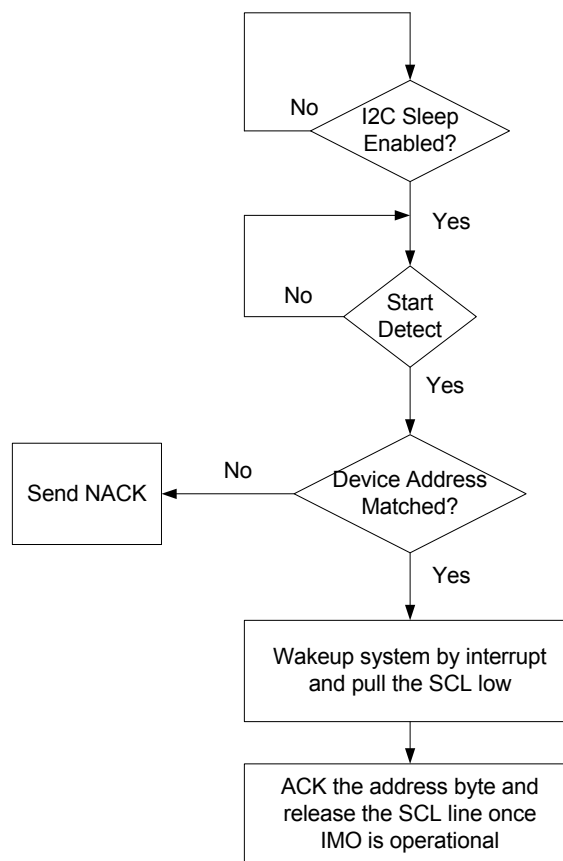 No
I2C Sleep
Enabled?
Yes
No
Start
Detect
Yes
No
Send NACK
Device Address
Matched?
Yes
Wakeup system by interrupt
and pull the SCL low
ACK the address byte and
release the SCL line once
IMO is operational